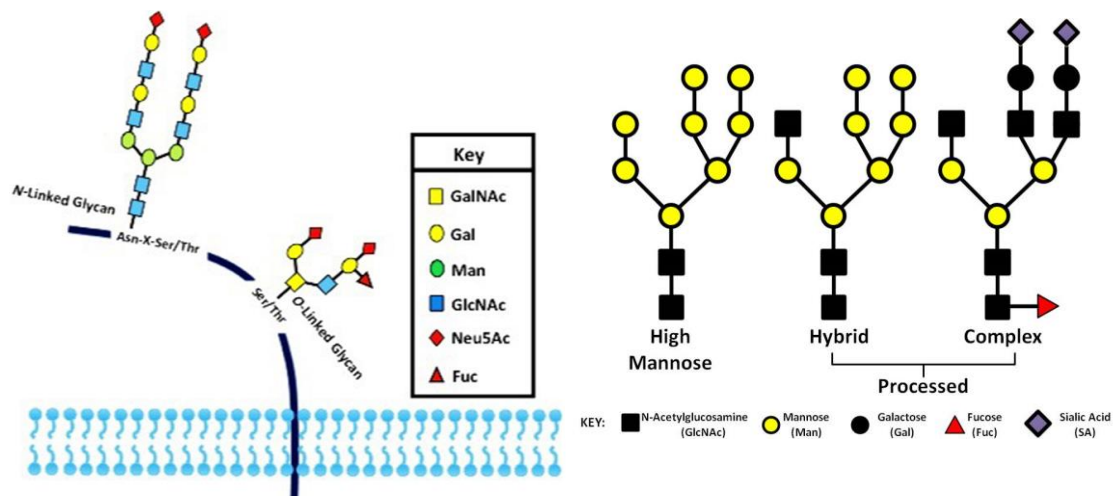 N-Linked Glycan
Asn-X-Ser/Thr
Ser/Thr
O-Linked Glycan
Key
GalNAc
Gal
Man
GlcNAc
Neu5Ac
Fuc
High
Mannose
Hybrid
Complex
Processed
KEY:
N-Acetylglucosamine
(GlcNAc)
Mannose
(Man)
Galactose
(Gal)
Fucose
(Fuc)
Sialic Acid
(SA)